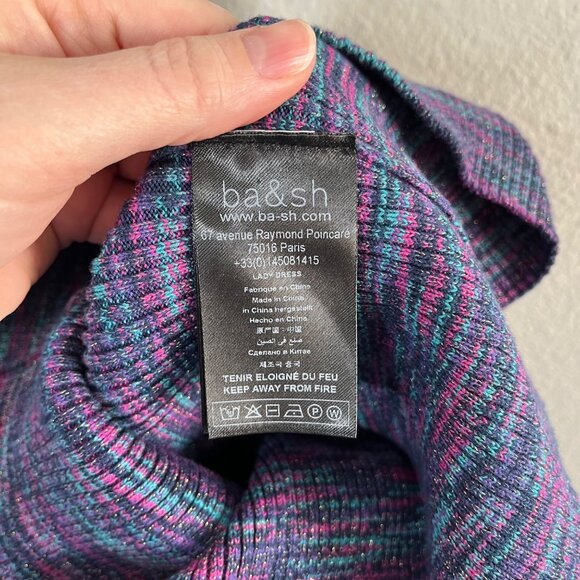 ba&sh
www.ba-sh.com
67 avenue Raymond Poincaré
75016 Paris
+33(0)145081415
LADY DRESS
Fabriqué en Chine
Made in China
in China hergestellt
Hecho en China
原产国：中国
صنع في الصين
Сделано в Китае
제조국 중국
TENIR ELOIGNÉ DU FEU
KEEP AWAY FROM FIRE
P W